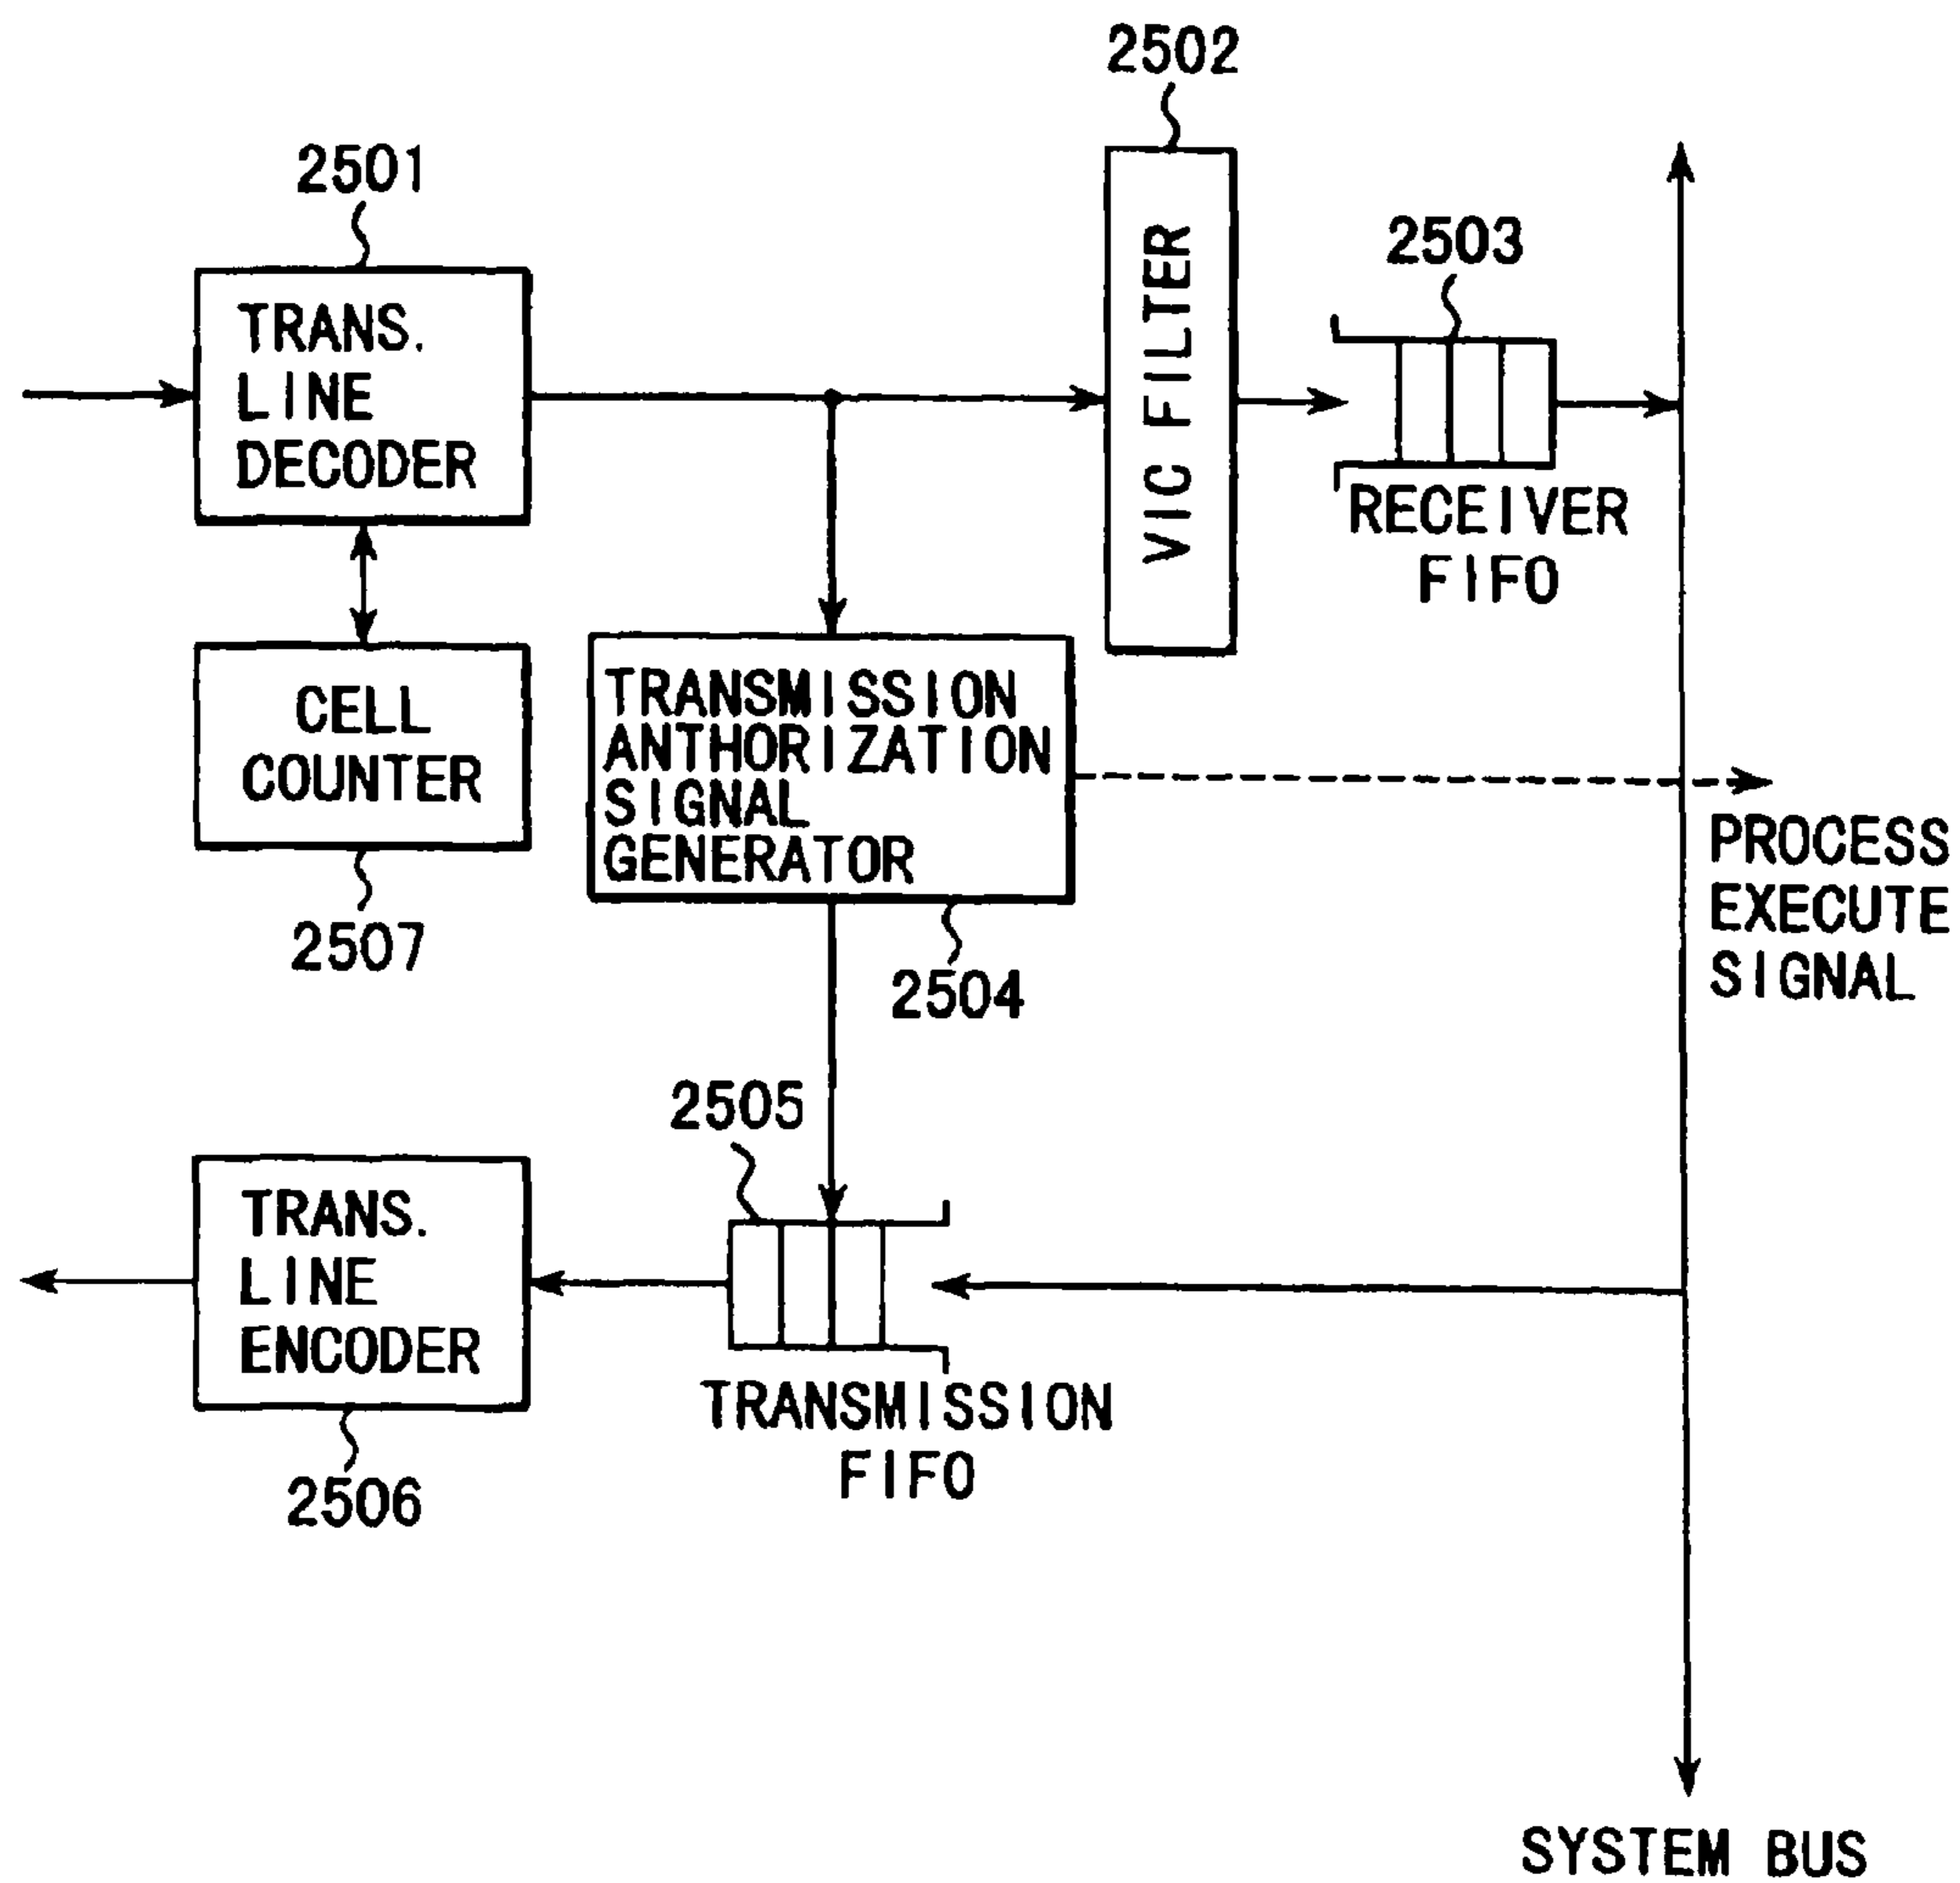 2502
2501
2503
TRANS.
LINE
DECODER
VIC FILTER
RECEIVER
FIFO
CELL
COUNTER
TRANSMISSION
ANTHORIZATION
SIGNAL
GENERATOR
PROCESS
EXECUTE
SIGNAL
2507
2504
2505
TRANS.
LINE
ENCODER
TRANSMISSION
FIFO
2506
SYSTEM BUS